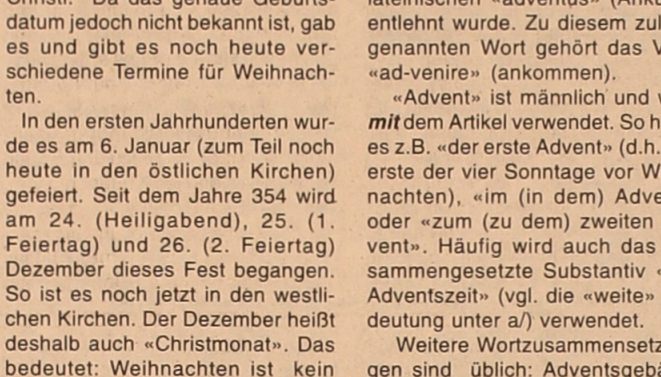 Christi. Da das genaue Geburts-
datum jedoch nicht bekannt ist, gab
es und gibt es noch heute ver-
schiedene Termine für Weihnach-
ten.
In den ersten Jahrhunderten wur-
de es am 6. Januar (zum Teil noch
heute in den östlichen Kirchen)
gefeiert. Seit dem Jahre 354 wird
am 24. (Heiligabend), 25. (1.
Feiertag) und 26. (2. Feiertag)
Dezember dieses Fest begangen.
So ist es noch jetzt in den westli-
chen Kirchen. Der Dezember heißt
deshalb auch «Christmonat». Das
bedeutet: Weihnachten ist kein
lateinischen «adventus»
entlehnt wurde. Zu diesem
genannten Wort gehört das
«ad-venire» (ankommen).
«Advent» ist männlich und
mit dem Artikel verwendet. So
es z.B. «der erste Advent» (d.h.
erste der vier Sonntage vor
nachten), «im (in dem)
oder «zum (zu dem) zweiten
vent». Häufig wird auch das
sammengesetzte Substantiv
Adventszeit» (vgl. die «weite»
deutung unter a/) verwendet.
Weitere
gen sind üblich: